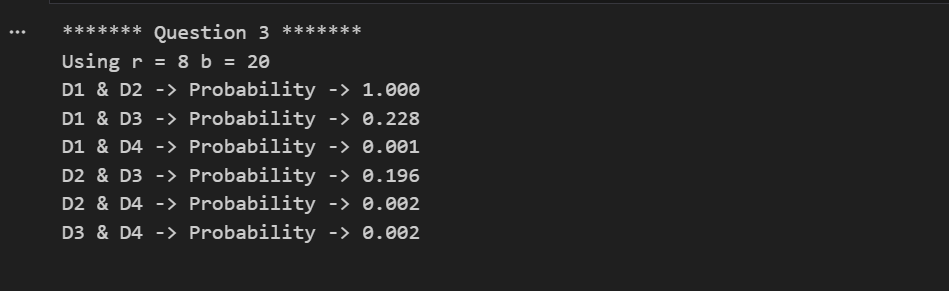 ******* Question 3 *******
Using r = 8 b = 20
D1 & D2 -> Probability -> 1.000
D1 & D3 -> Probability -> 0.228
D1 & D4 -> Probability -> 0.001
D2 & D3 -> Probability -> 0.196
D2 & D4 -> Probability -> 0.002
D3 & D4 -> Probability -> 0.002